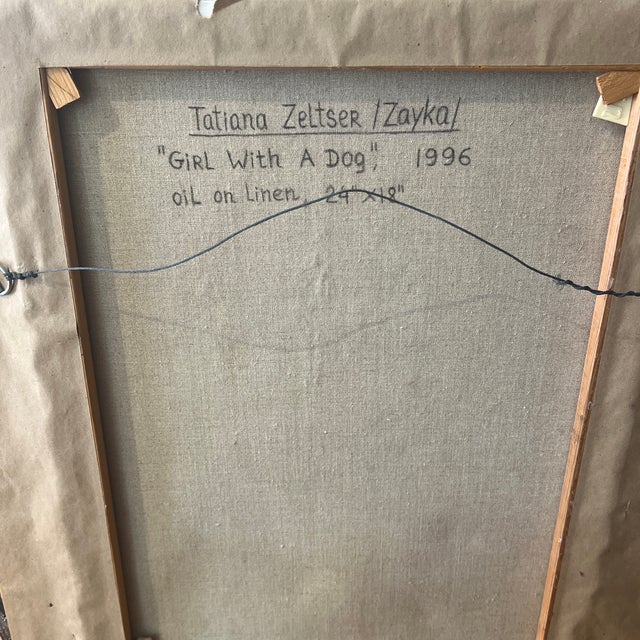 Tatiana Zeltser /Zayka/
"Girl With A Dog", 1996
oil on linen, 24"x18"